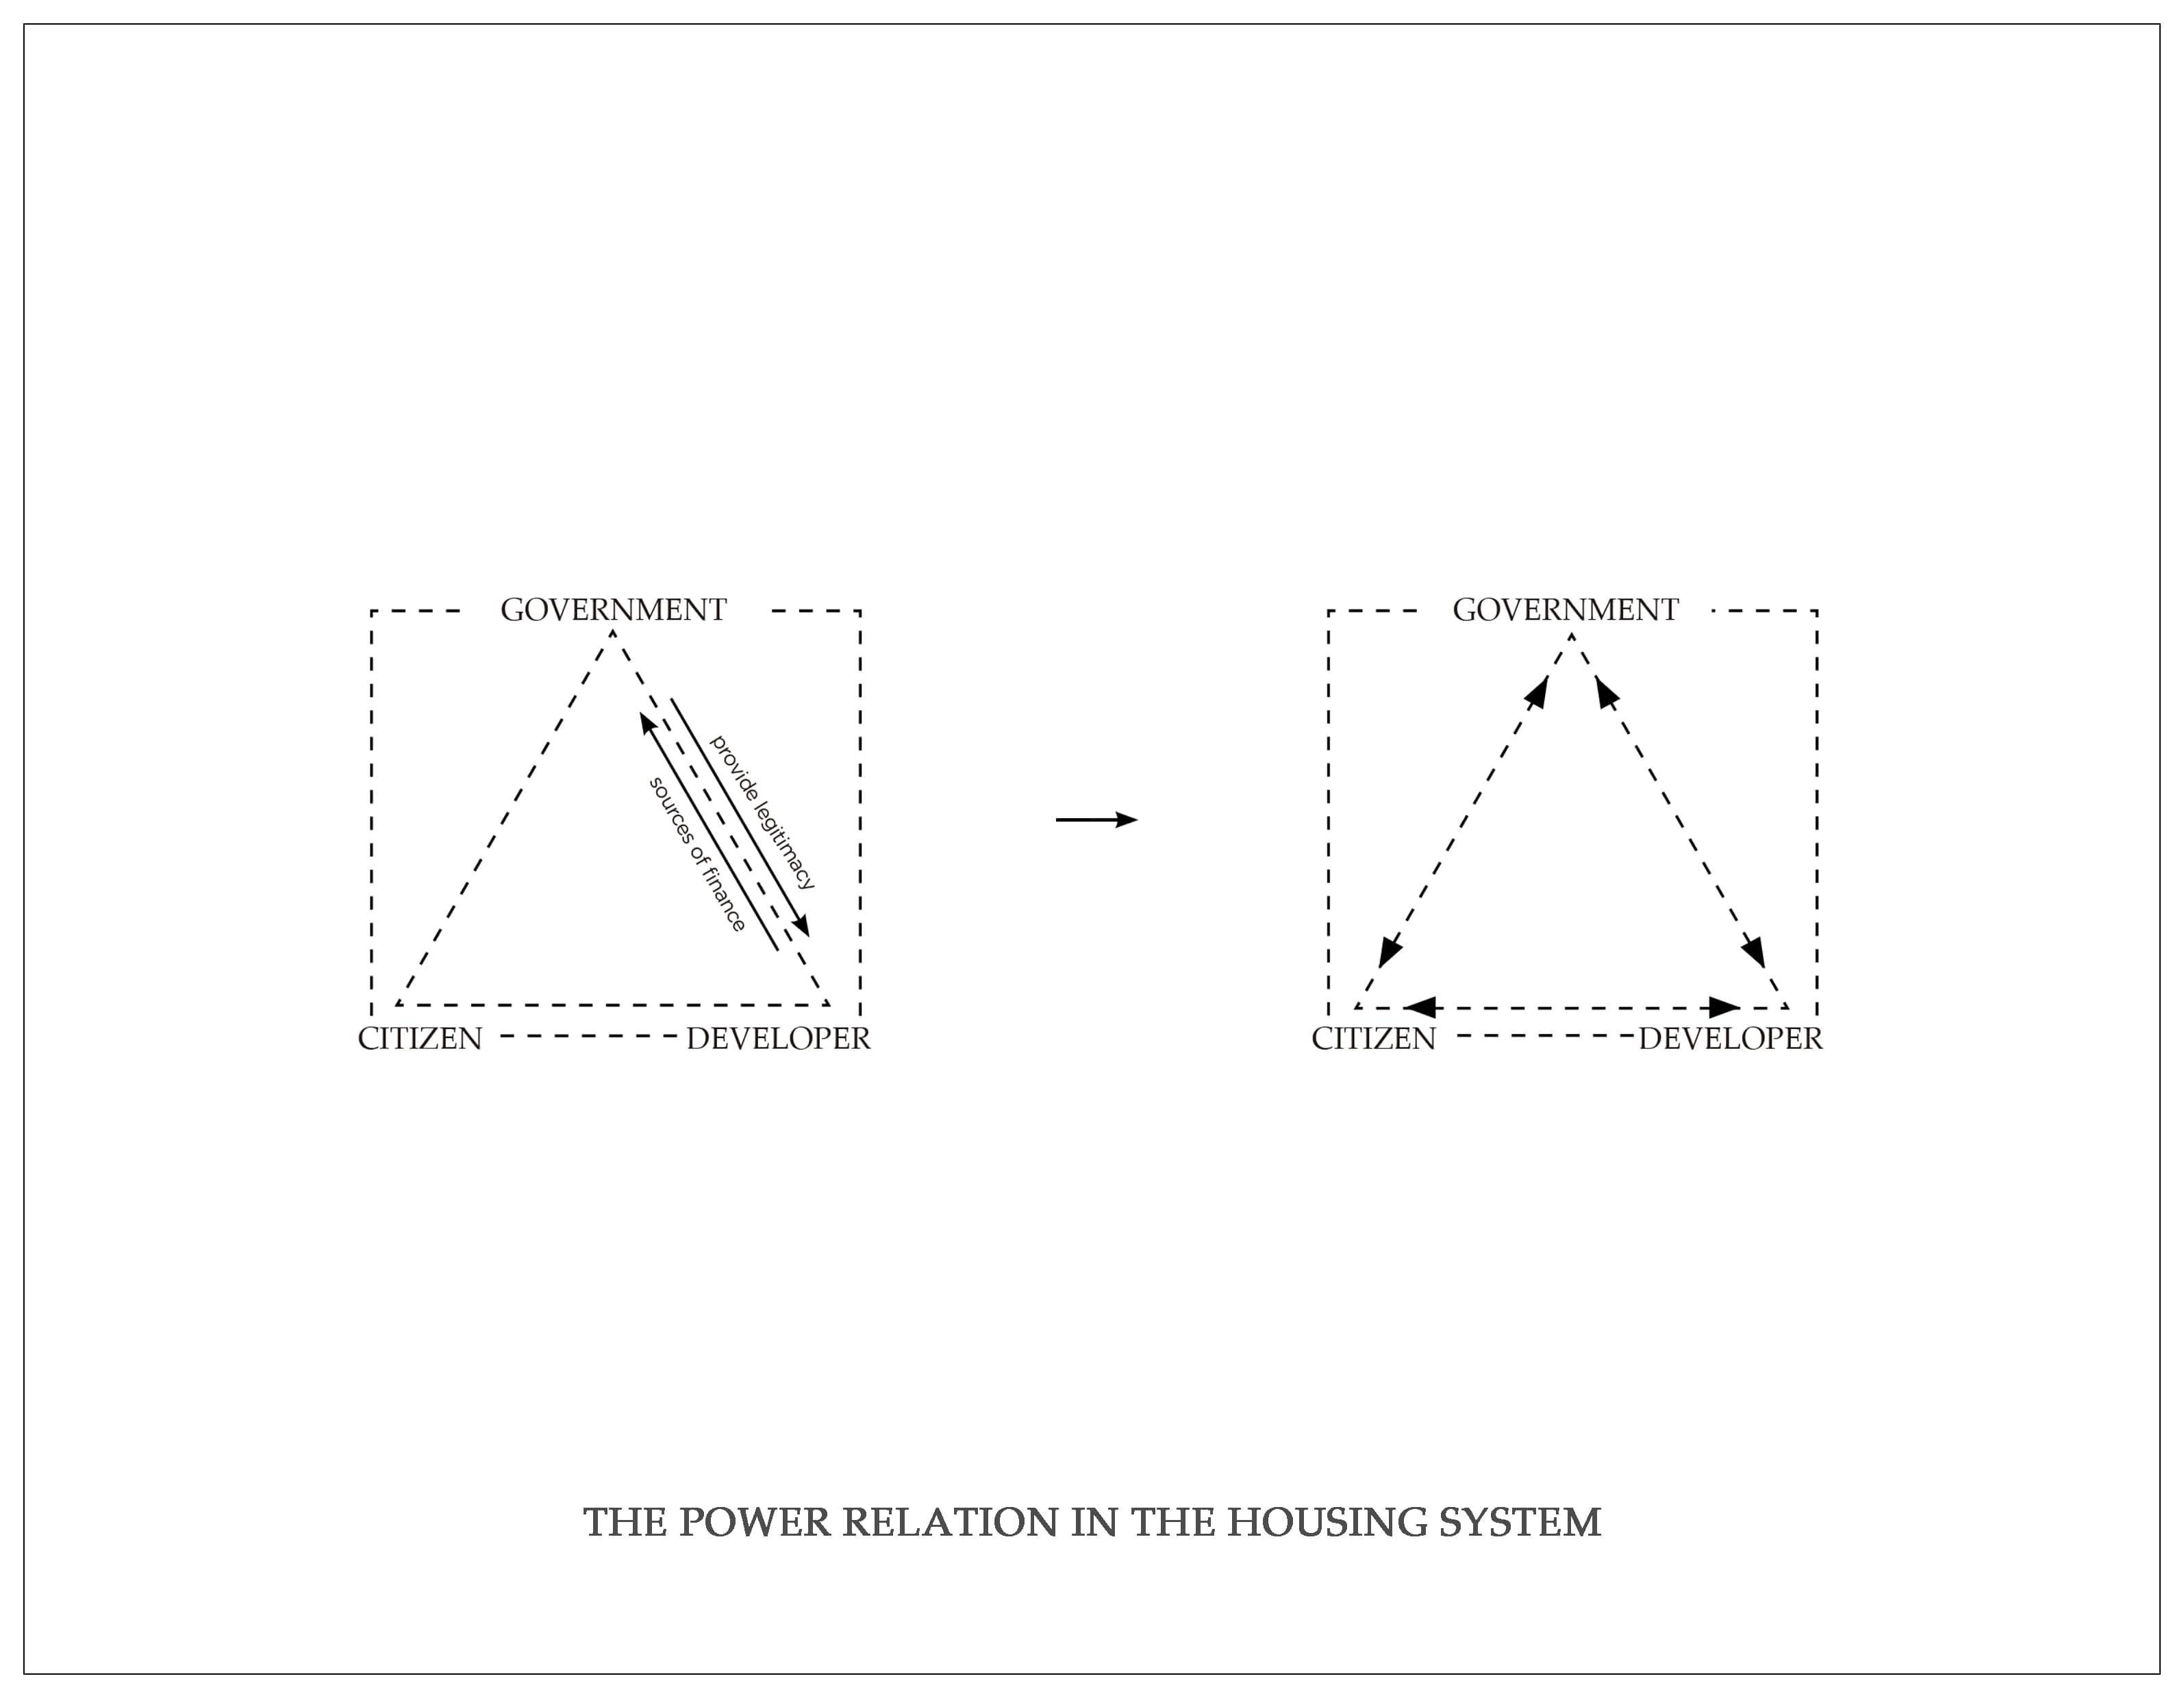 GOVERNMENT
provide legitimacy
sources of finance
CITIZEN
DEVELOPER
GOVERNMENT
CITIZEN
DEVELOPER
THE POWER RELATION IN THE HOUSING SYSTEM